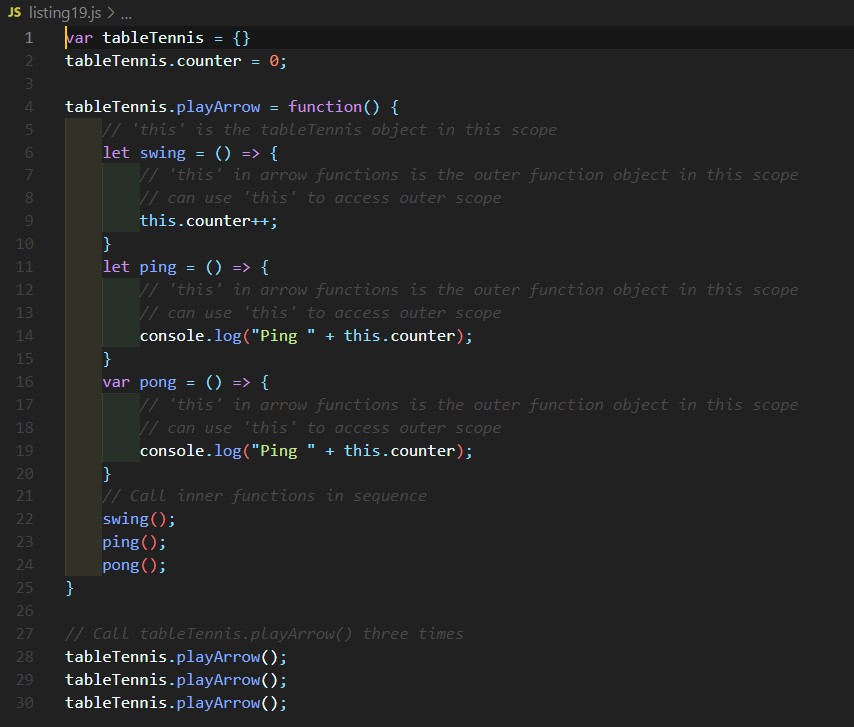 JS listing19.js > ...
1 var tableTennis = {}
2 tableTennis.counter = 0;
3
4 tableTennis.playArrow = function() {
5     // 'this' is the tableTennis object in this scope
6     let swing = () => {
7         // 'this' in arrow functions is the outer function object in this scope
8         // can use 'this' to access outer scope
9         this.counter++;
10     }
11     let ping = () => {
12         // 'this' in arrow functions is the outer function object in this scope
13         // can use 'this' to access outer scope
14         console.log("Ping " + this.counter);
15     }
16     var pong = () => {
17         // 'this' in arrow functions is the outer function object in this scope
18         // can use 'this' to access outer scope
19         console.log("Ping " + this.counter);
20     }
21     // Call inner functions in sequence
22     swing();
23     ping();
24     pong();
25 }
26
27 // Call tableTennis.playArrow() three times
28 tableTennis.playArrow();
29 tableTennis.playArrow();
30 tableTennis.playArrow();